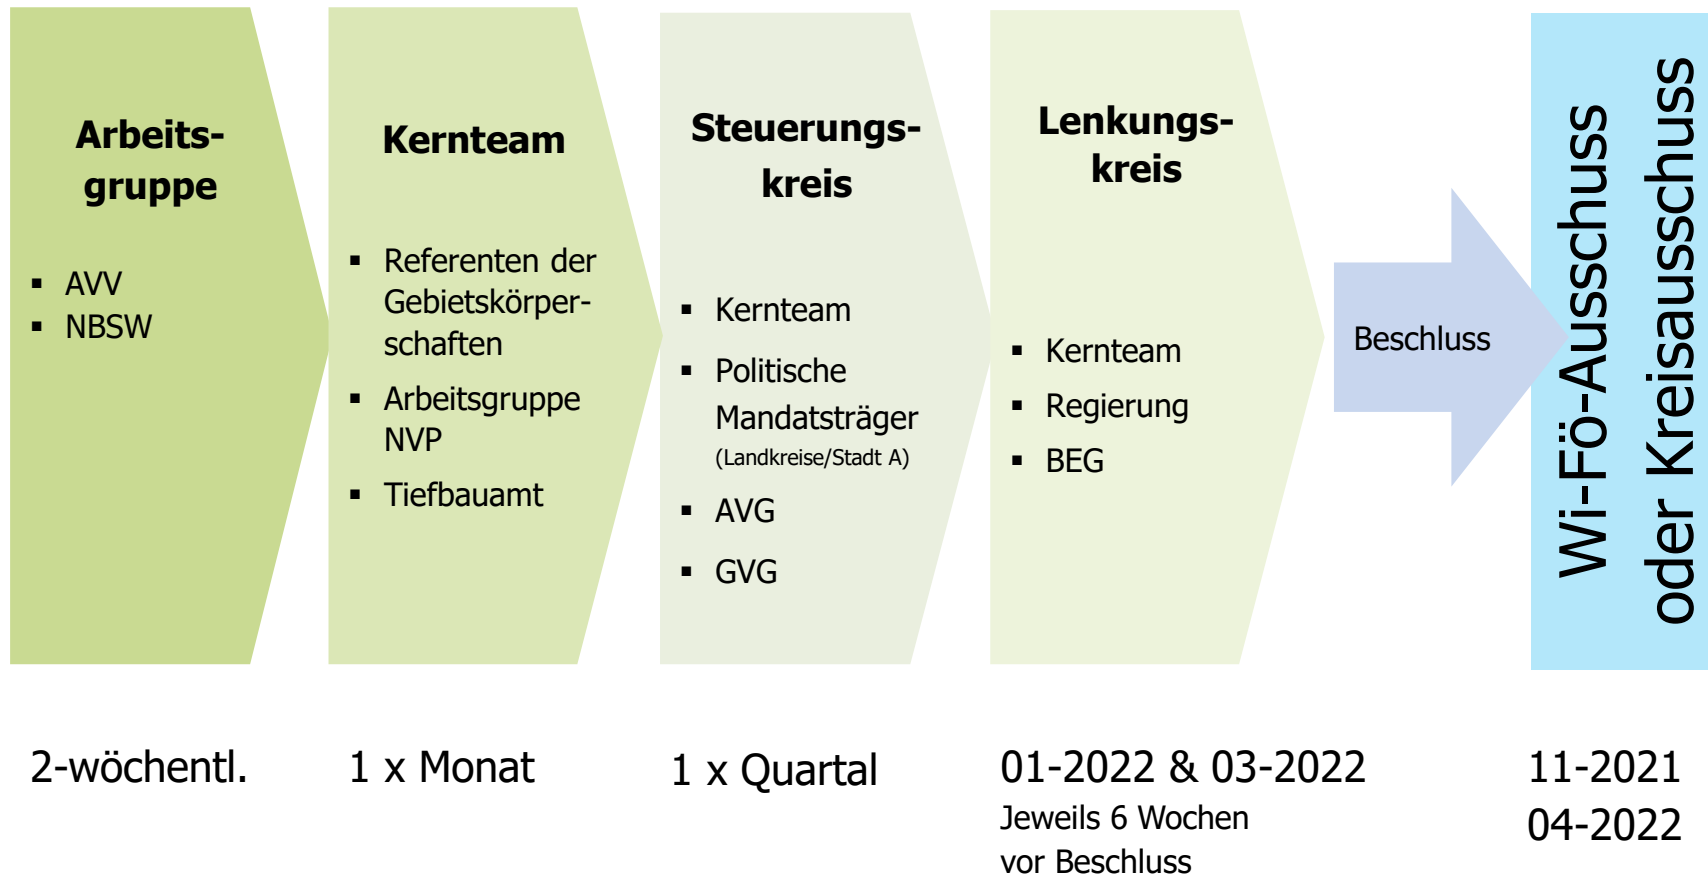 Arbeits-
gruppe
▪ AVV
▪ NBSW
Kernteam
▪ Referenten der
Gebietskörper-
schaften
▪ Arbeitsgruppe
NVP
▪ Tiefbauamt
Steuerungs-
kreis
▪ Kernteam
▪ Politische
Mandatsträger
(Landkreise/Stadt A)
▪ AVG
▪ GVG
Lenkungs-
kreis
▪ Kernteam
▪ Regierung
▪ BEG
Beschluss
Wi-Fö-Ausschuss
oder Kreisausschuss
2-wöchentl.
1 x Monat
1 x Quartal
01-2022 & 03-2022
Jeweils 6 Wochen
vor Beschluss
11-2021
04-2022